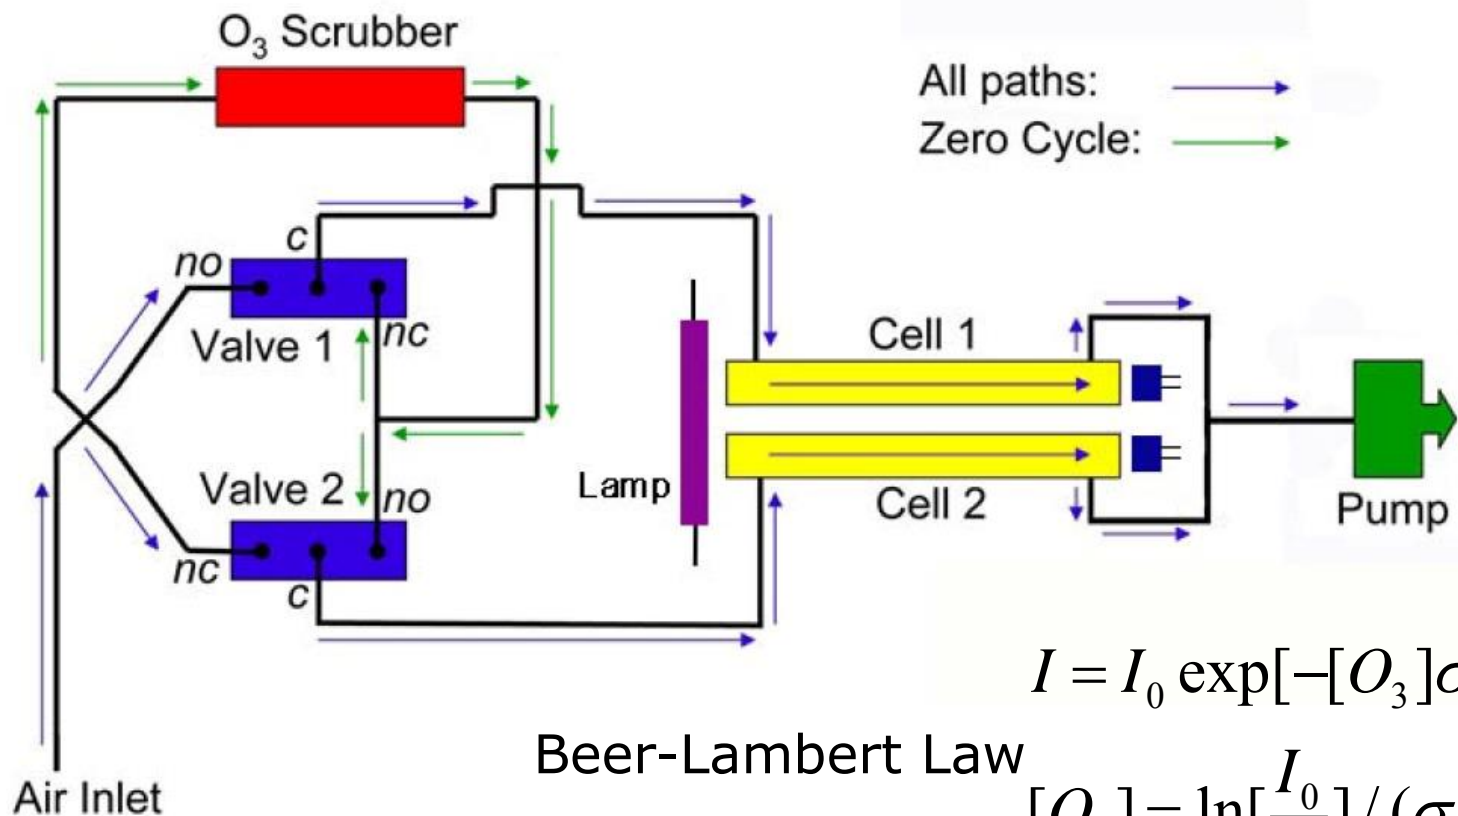 O₃ Scrubber
All paths:
Zero Cycle:
c
no
Valve 1
nc
Cell 1
Lamp
Cell 2
Valve 2
no
nc
c
Pump
Air Inlet
Beer-Lambert Law
I = I₀ exp[−[O₃]σ